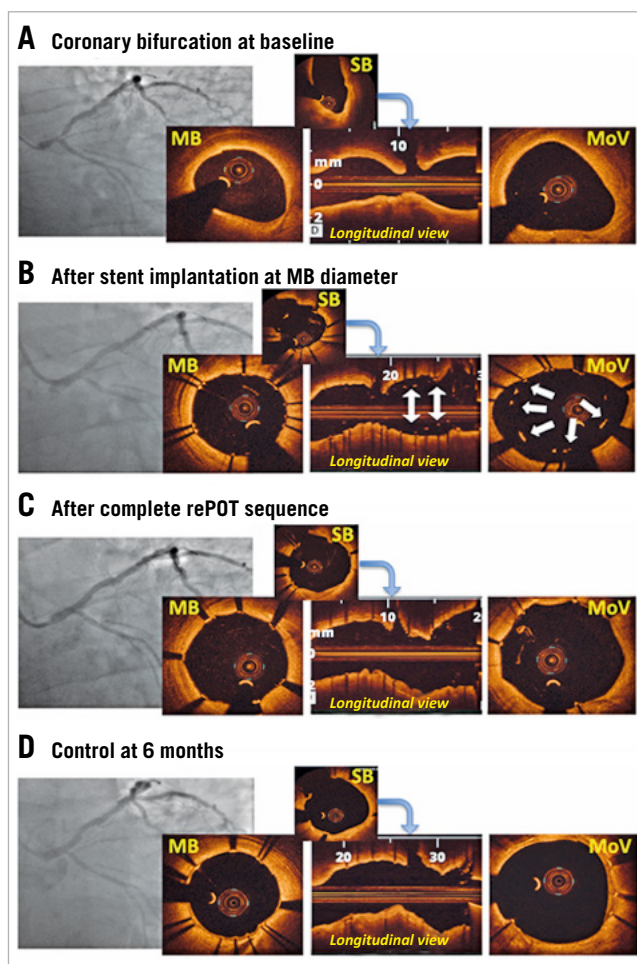 A Coronary bifurcation at baseline
SB
MB
10
mm
0
2
D
Longitudinal view
MoV
B After stent implantation at MB diameter
SB
MB
20
Longitudinal view
MoV
C After complete rePOT sequence
SB
MB
10
mm
0
Longitudinal view
MoV
D Control at 6 months
SB
MB
20 30
Longitudinal view
MoV